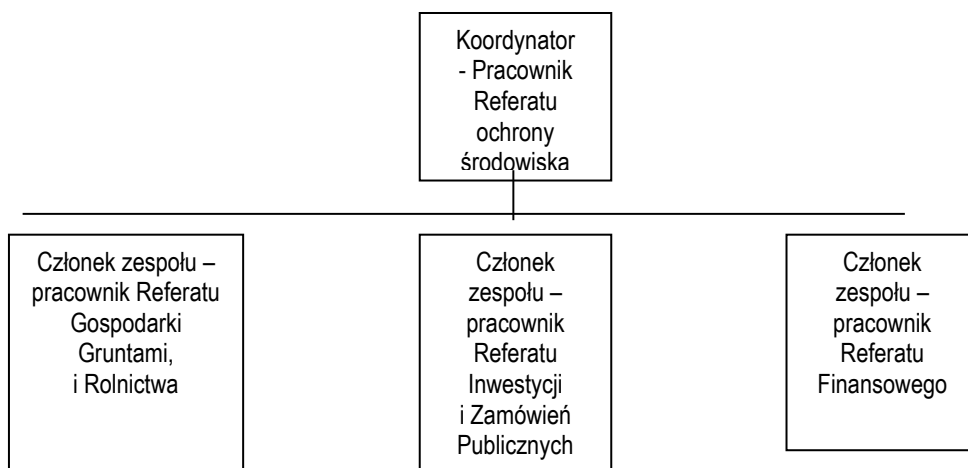 Koordynator
- Pracownik
Referatu
ochrony
środowiska
Członek zespołu –
pracownik Referatu
Gospodarki
Gruntami,
i Rolnictwa
Członek
zespołu –
pracownik
Referatu
Inwestycji
i Zamówień
Publicznych
Członek
zespołu –
pracownik
Referatu
Finansowego